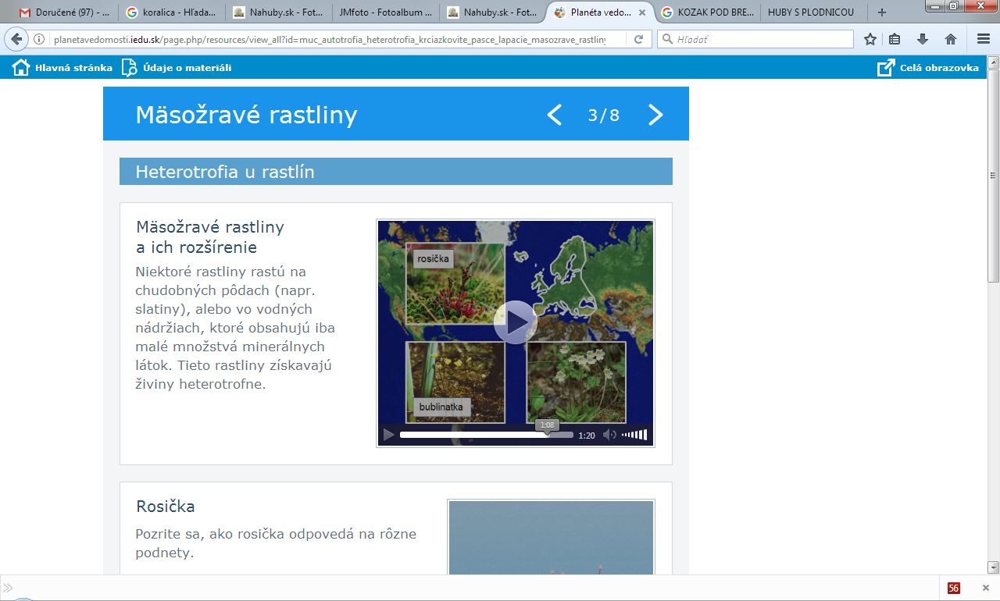 Doručené (97) - ...
koralica - Hľada...
Nahuby.sk - Fot...
JMfoto - Fotoalbum ...
Nahuby.sk - Fot...
Planéta vedo...
KOZAK POD BRE...
HUBY S PLODNICOU
planetavedomosti.iedu.sk/page.php/resources/view_all?id=muc_autotrofia_heterotrofia_krciazkovite_pasce_lapacie_masozrave_rastliny
Hľadať
Hlavná stránka
Údaje o materiáli
Celá obrazovka
Mäsožravé rastliny
3/8
Heterotrofia u rastlín
Mäsožravé rastliny
a ich rozšírenie
Niektoré rastliny rastú na
chudobných pôdach (napr.
slatiny), alebo vo vodných
nádržiach, ktoré obsahujú iba
malé množstvá minerálnych
látok. Tieto rastliny získavajú
živiny heterotrofne.
rosička
bublinatka
1:08
1:20
Rosička
Pozrite sa, ako rosička odpovedá na rôzne
podnety.
56